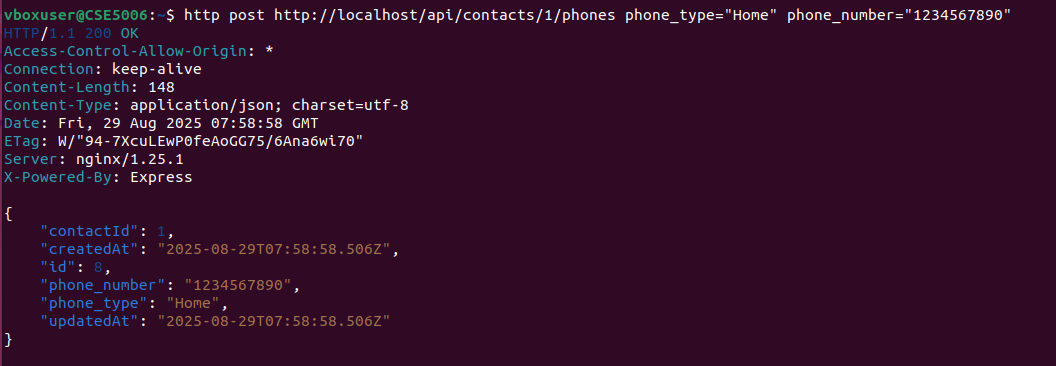 vboxuser@CSE5006:~$ http post http://localhost/api/contacts/1/phones phone_type="Home" phone_number="1234567890"
HTTP/1.1 200 OK
Access-Control-Allow-Origin: *
Connection: keep-alive
Content-Length: 148
Content-Type: application/json; charset=utf-8
Date: Fri, 29 Aug 2025 07:58:58 GMT
ETag: W/"94-7XcuLEwP0feAoGG75/6Ana6wi70"
Server: nginx/1.25.1
X-Powered-By: Express

{
    "contactId": 1,
    "createdAt": "2025-08-29T07:58:58.506Z",
    "id": 8,
    "phone_number": "1234567890",
    "phone_type": "Home",
    "updatedAt": "2025-08-29T07:58:58.506Z"
}